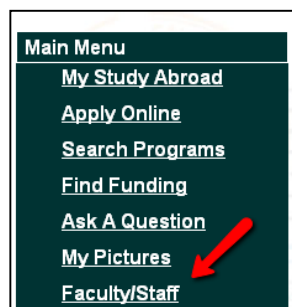 Main Menu
My Study Abroad
Apply Online
Search Programs
Find Funding
Ask A Question
My Pictures
Faculty/Staff